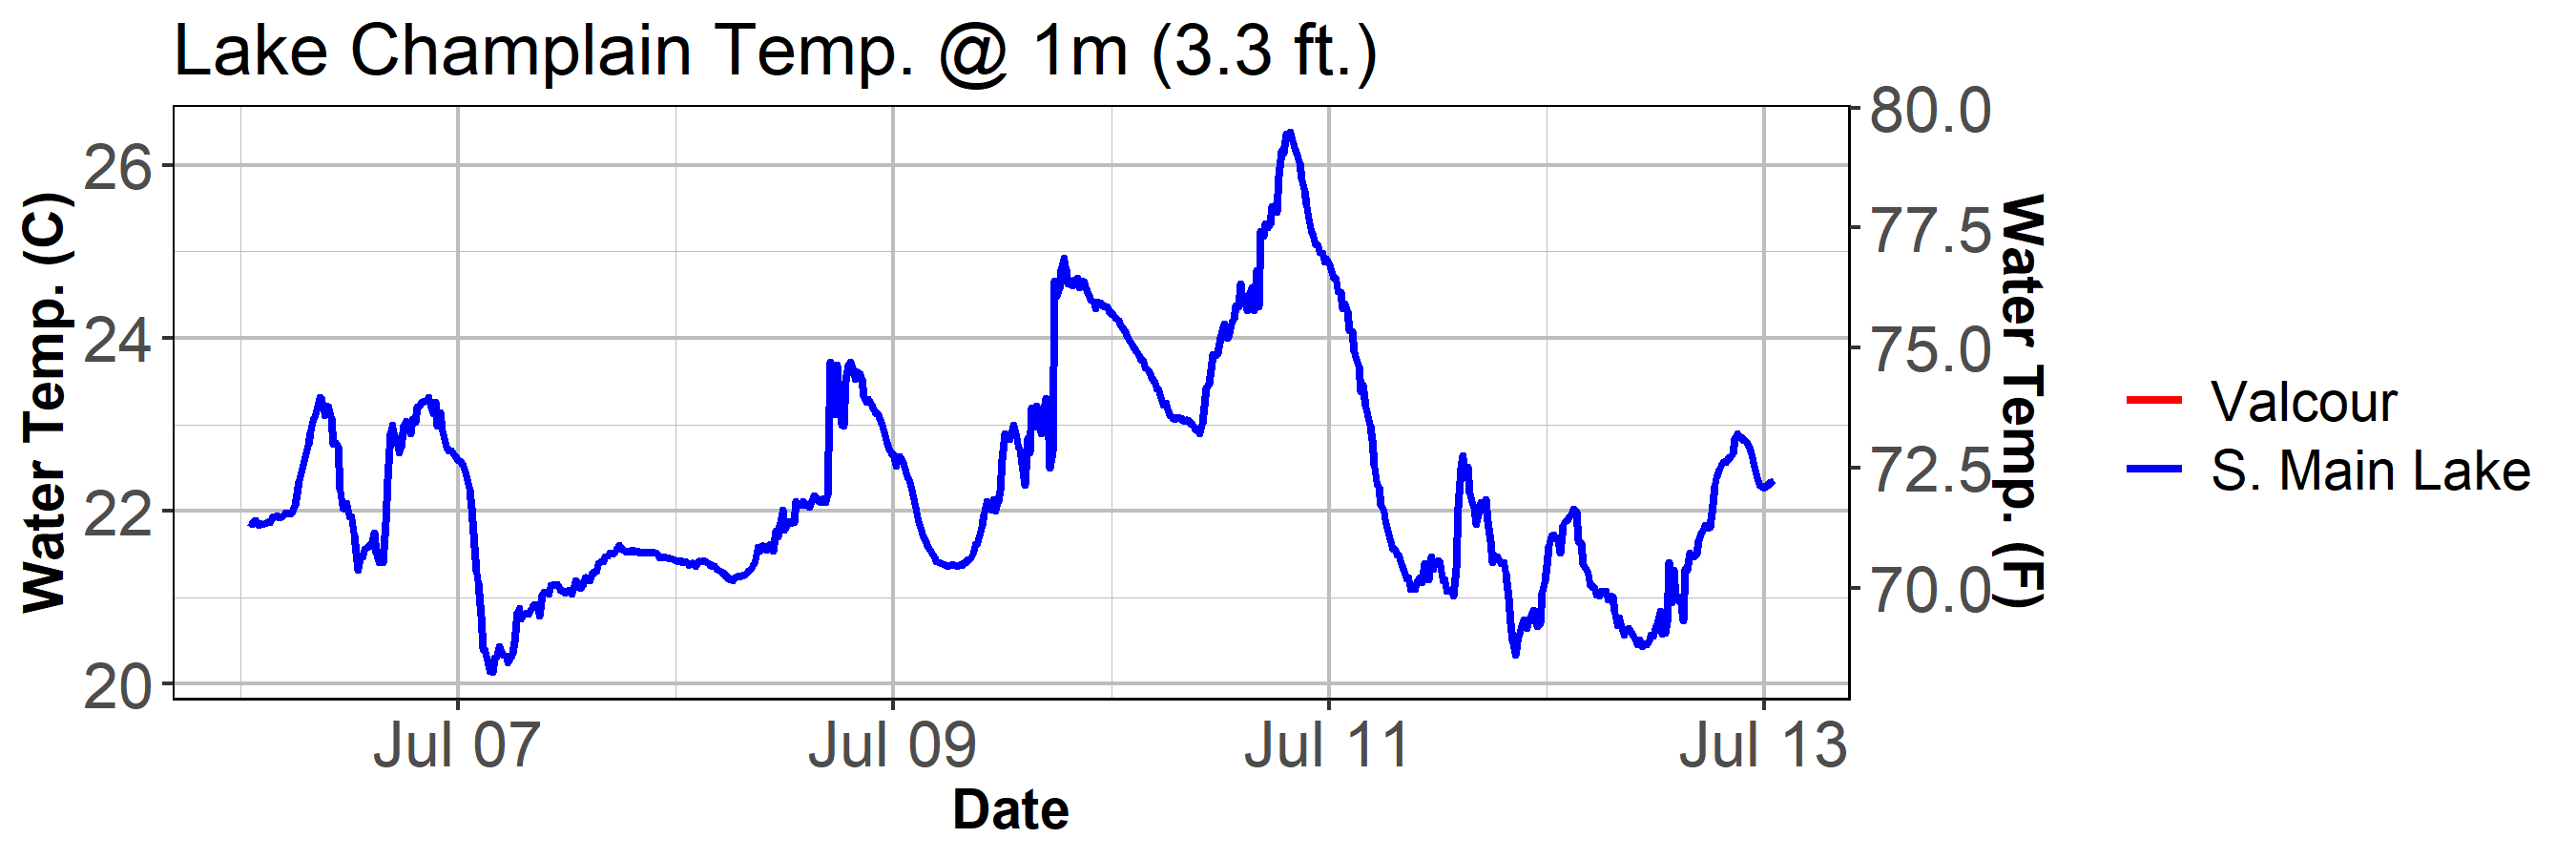 Lake Champlain Temp. @ 1m (3.3 ft.)
Water Temp. (C)
26
24
22
20
80.0
77.5
75.0
72.5
70.0
Water Temp. (F)
Jul 07
Jul 09
Jul 11
Jul 13
Date
Valcour
S. Main Lake